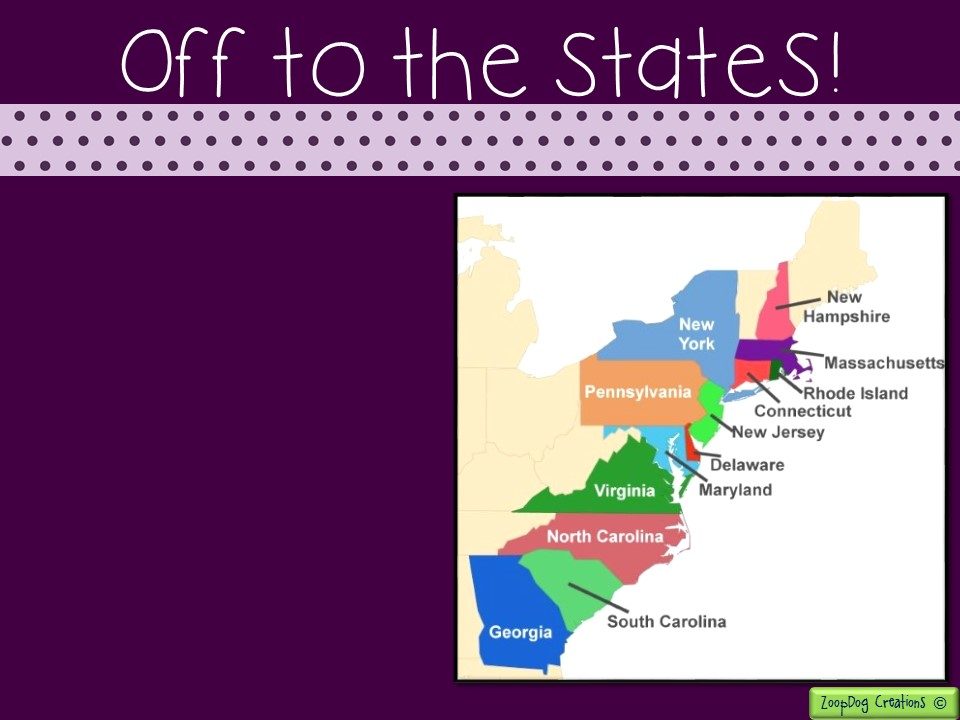 Off to the States!
New
Hampshire
New
York
Massachusetts
Pennsylvania
Rhode Island
Connecticut
New Jersey
Delaware
Maryland
Virginia
North Carolina
South Carolina
Georgia
ZoopDog Creations ©